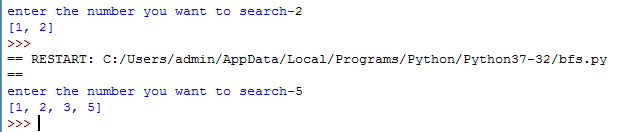 enter the number you want to search-2
[1, 2]
>>>
== RESTART: C:/Users/admin/AppData/Local/Programs/Python/Python37-32/bfs.py
==
enter the number you want to search-5
[1, 2, 3, 5]
>>>